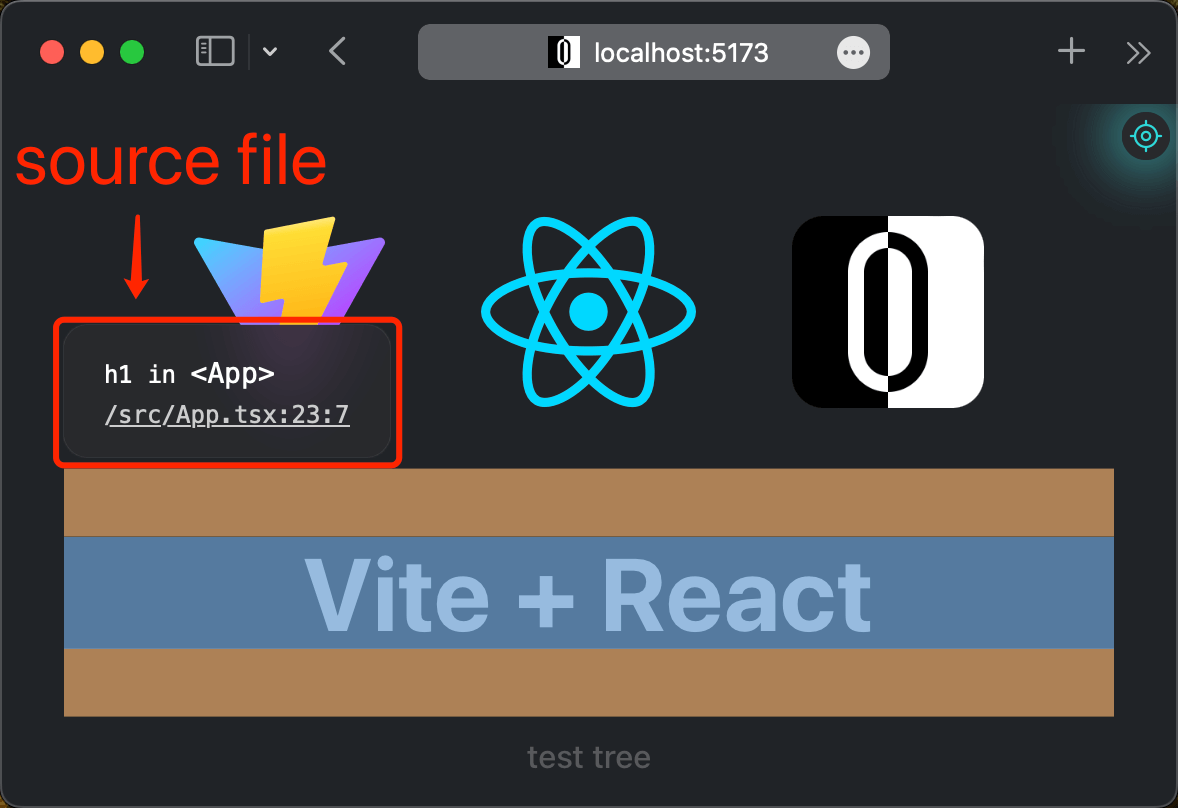 localhost:5173
source file
h1 in <App>
/src/App.tsx:23:7
Vite + React
test tree